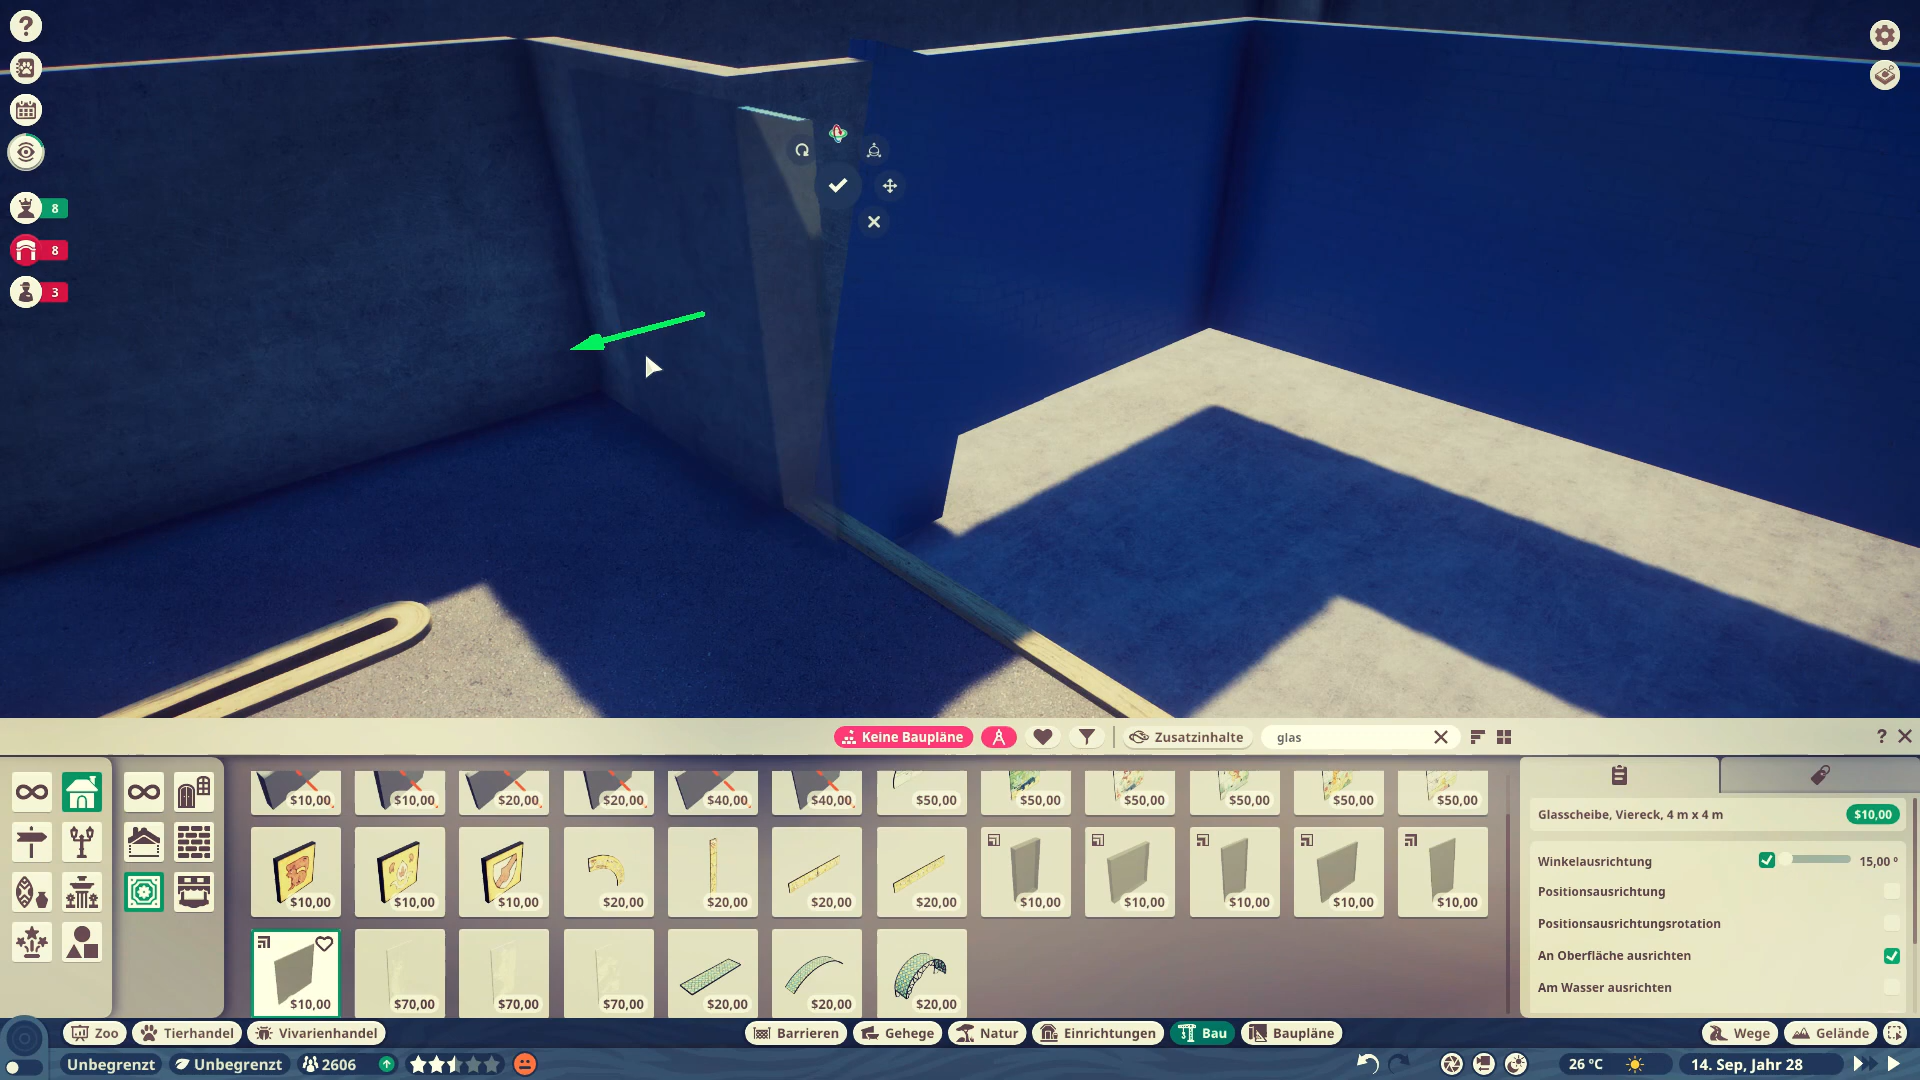 ?
8
8
3
Keine Baupläne
Zusatzinhalte
glas
?
$10,00 $10,00 $20,00 $20,00 $40,00 $40,00 $50,00 $50,00 $50,00 $50,00 $50,00 $50,00
$10,00 $10,00 $10,00 $20,00 $20,00 $20,00 $20,00 $10,00 $10,00 $10,00 $10,00 $10,00
$10,00 $70,00 $70,00 $70,00 $20,00 $20,00 $20,00
Glasscheibe, Viereck, 4 m x 4 m $10,00
Winkelausrichtung 15,00 °
Positionsausrichtung
Positionsausrichtungsrotation
An Oberfläche ausrichten
Am Wasser ausrichten
Zoo Tierhandel Vivarienhandel Barrieren Gehege Natur Einrichtungen Bau Baupläne Wege Gelände
Unbegrenzt Unbegrenzt 2606 26 °C 14. Sep, Jahr 28